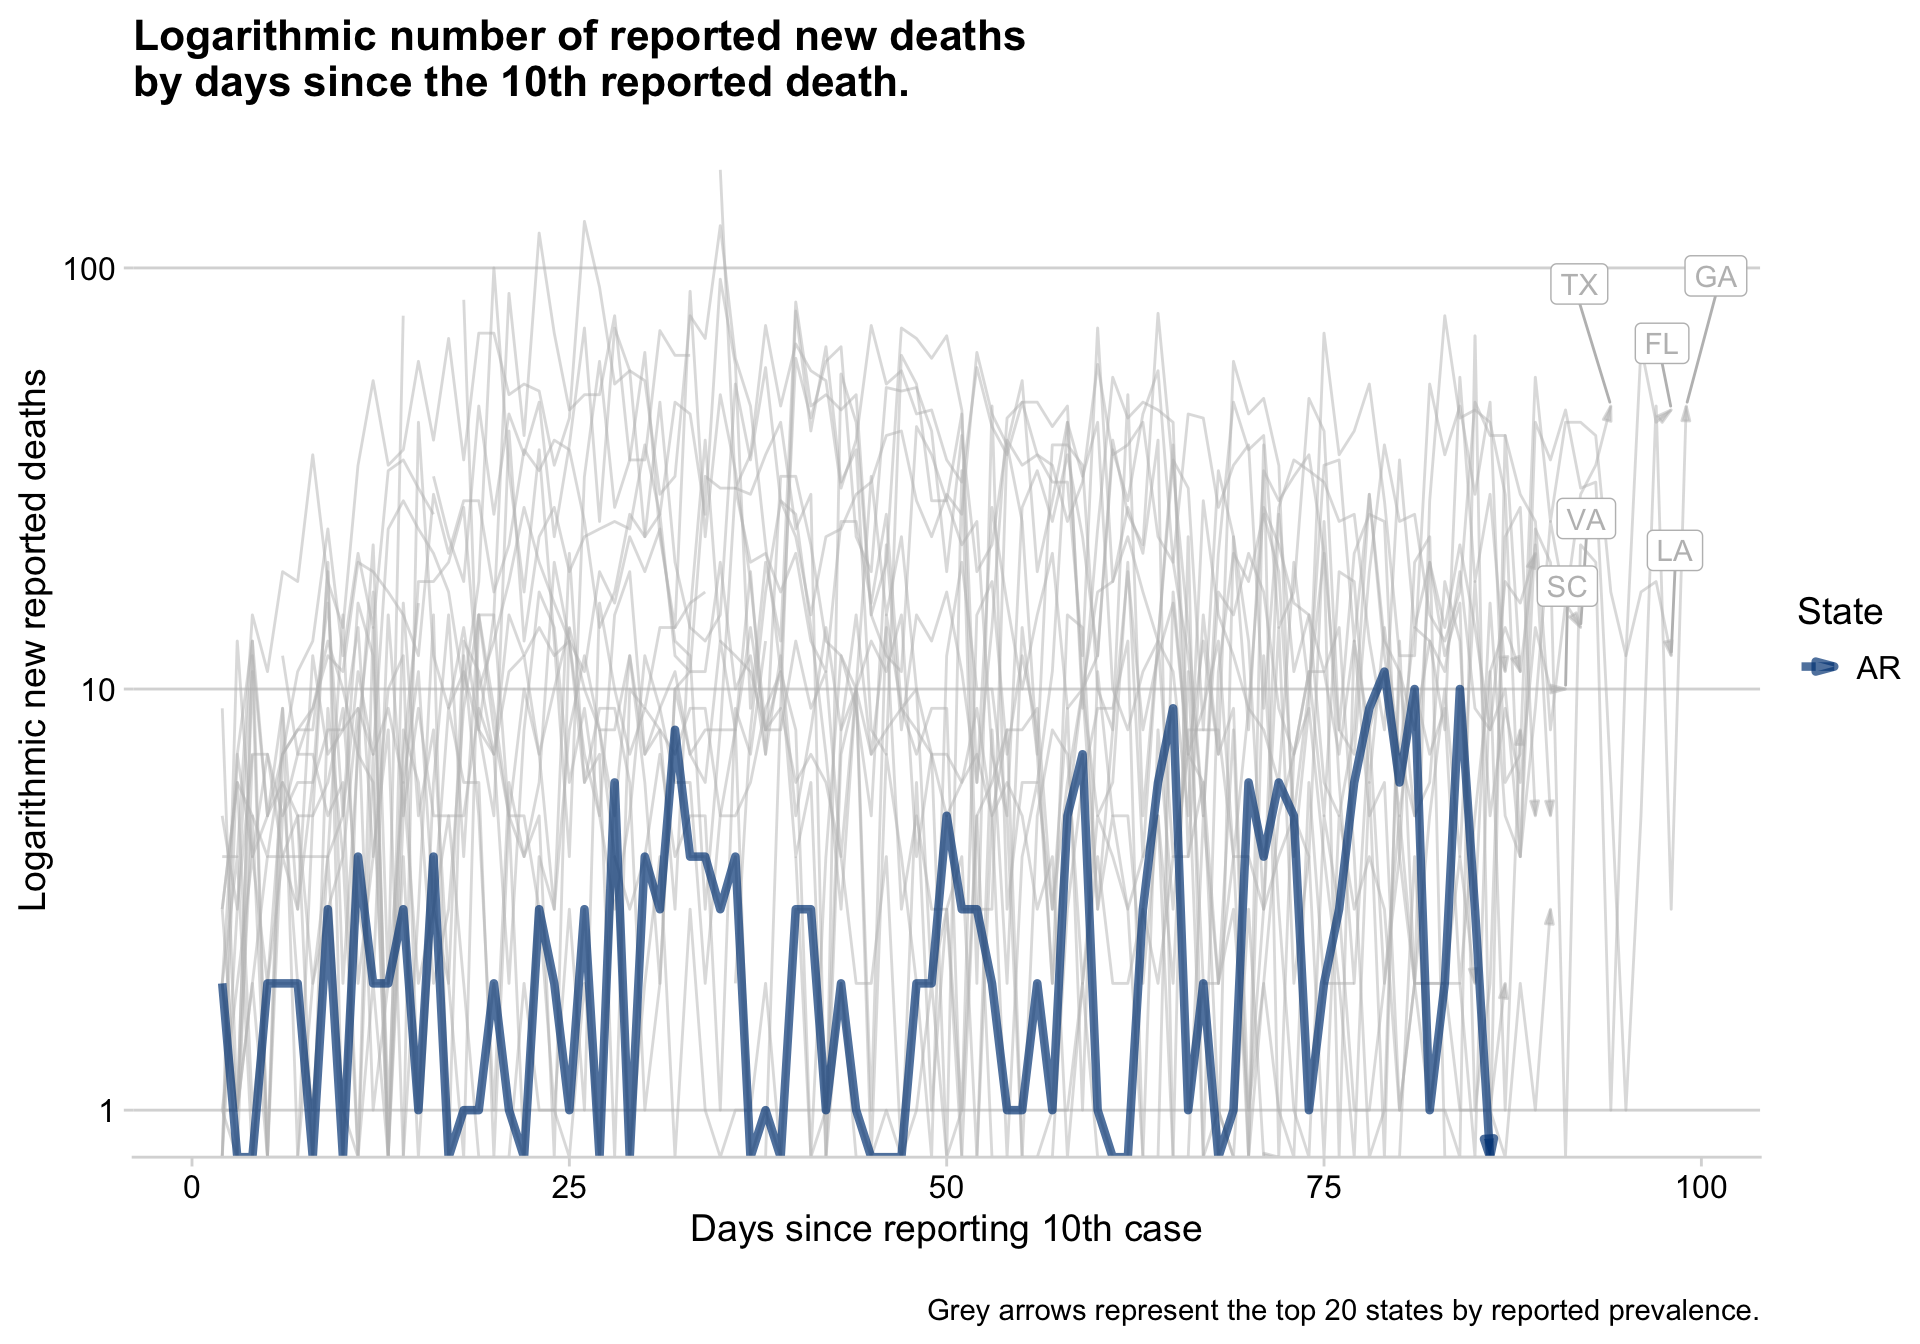 Logarithmic number of reported new deaths
by days since the 10th reported death.
Logarithmic new reported deaths
100
10
1
TX
GA
FL
VA
LA
SC
State
AR
0
25
50
75
100
Days since reporting 10th case
Grey arrows represent the top 20 states by reported prevalence.